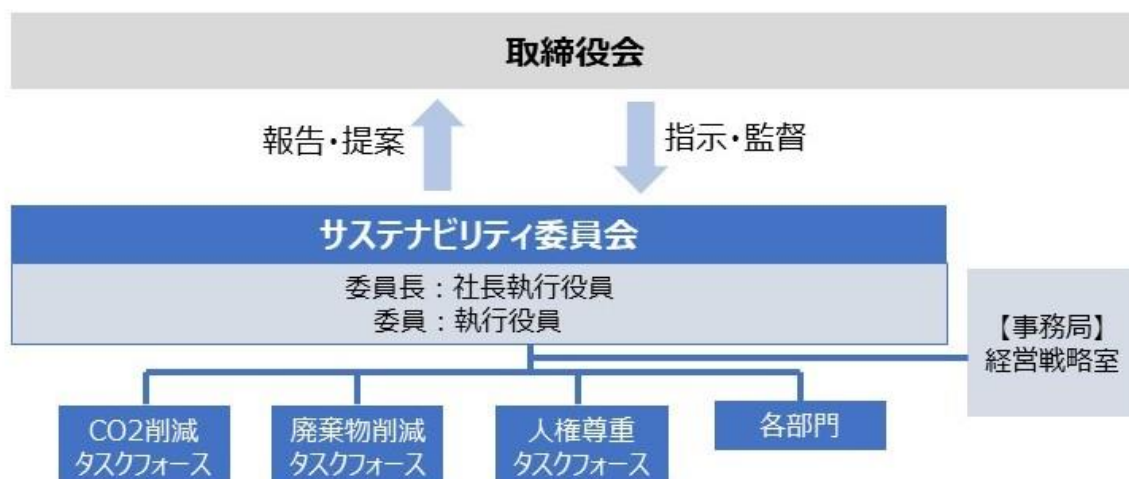 取締役会
報告・提案
指示・監督
サステナビリティ委員会
委員長：社長執行役員
委員：執行役員
【事務局】
経営戦略室
CO2削減
タスクフォース
廃棄物削減
タスクフォース
人権尊重
タスクフォース
各部門